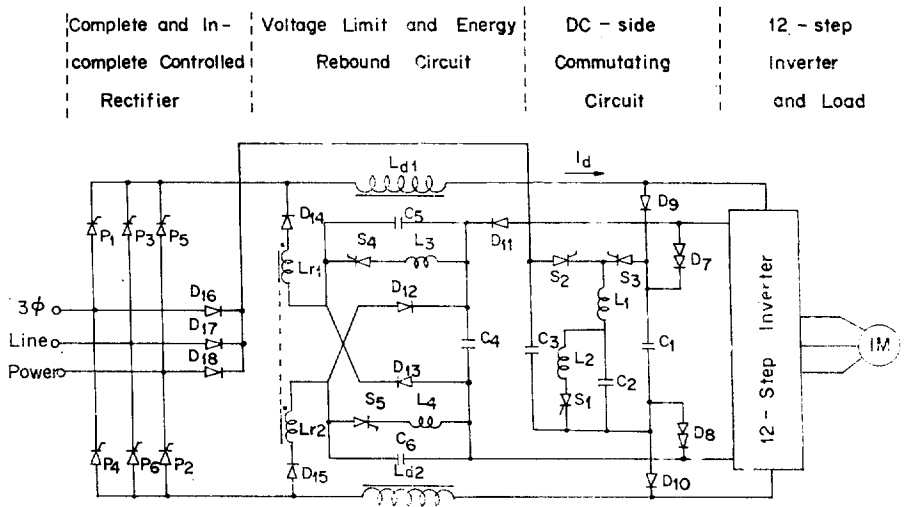 Complete and In-
complete Controlled
Rectifier
Voltage Limit and Energy
Rebound Circuit
DC - side
Commutating
Circuit
12 - step
Inverter
and Load
Ld1
Id
D9
D14
C5
D11
P1
P3
P5
S4
L3
S2
S3
D7
Lr1
D16
D12
L1
3ϕ
D17
C4
C3
L2
C1
Line
D18
D13
C2
Power
S5
L4
S1
D8
Lr2
C6
P4
P6
P2
D15
Ld2
D10
12 - Step Inverter
IM